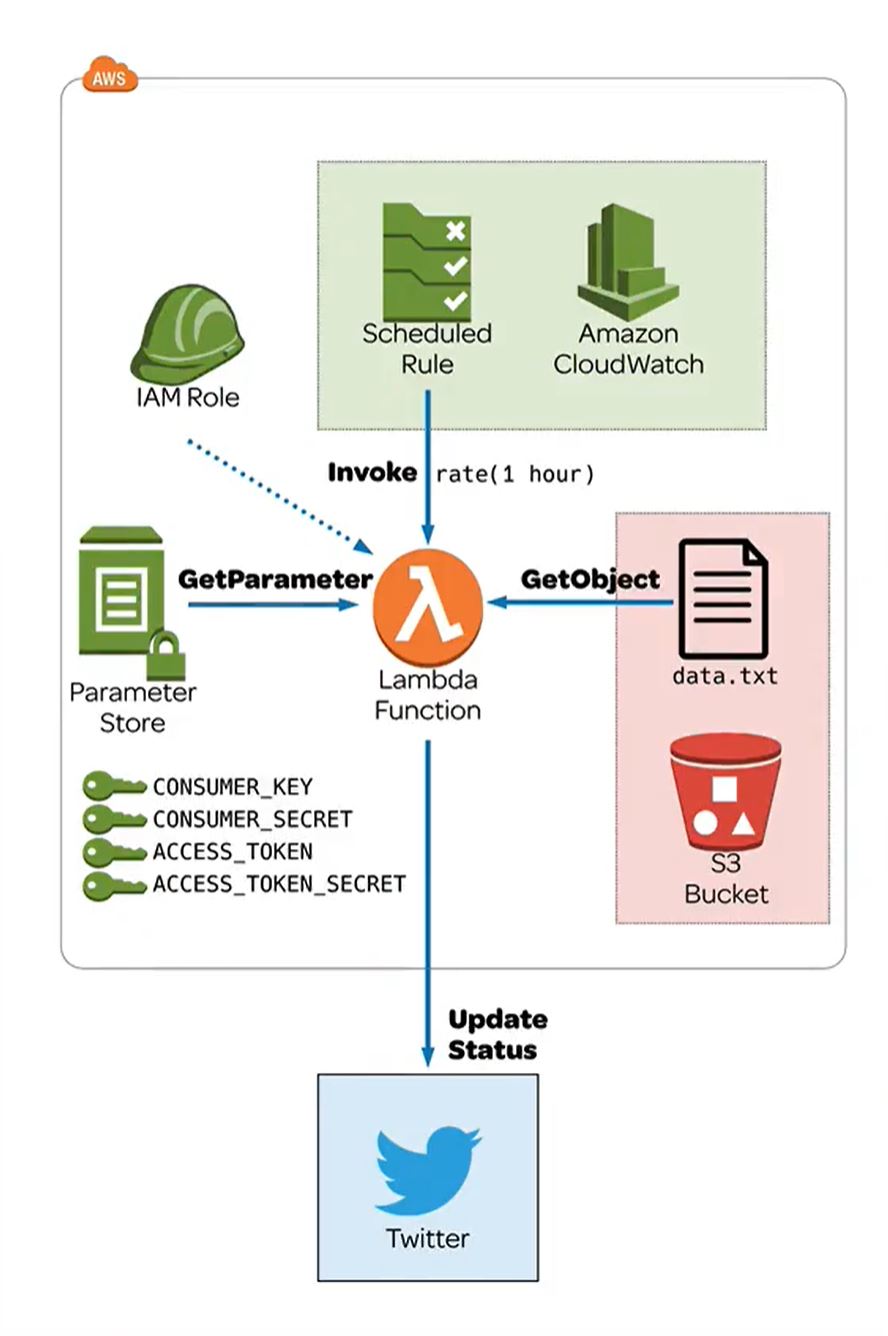 AWS
Scheduled
Rule
Amazon
CloudWatch
IAM Role
Invoke
rate(1 hour)
GetParameter
GetObject
data.txt
Lambda
Function
Parameter
Store
CONSUMER_KEY
CONSUMER_SECRET
ACCESS_TOKEN
ACCESS_TOKEN_SECRET
S3
Bucket
Update
Status
Twitter